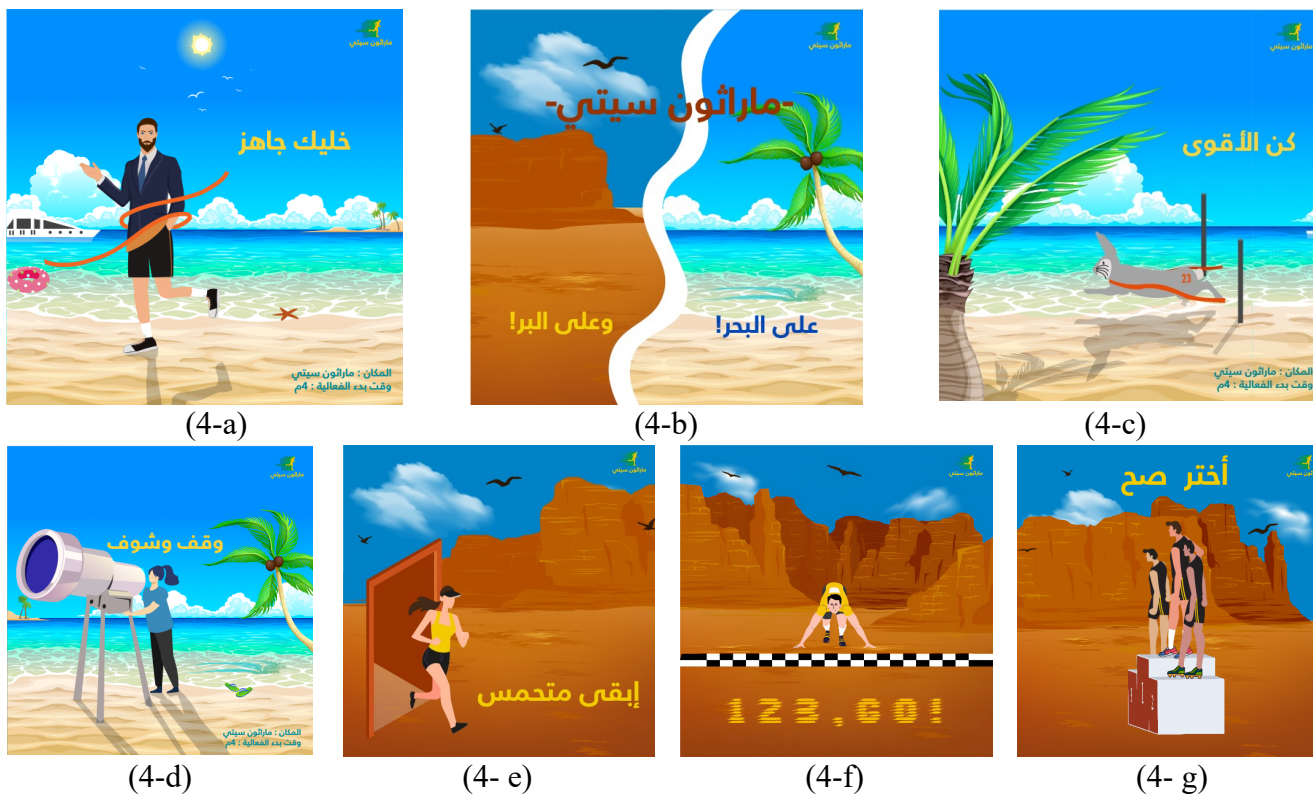 ماراثون سيتي
خليك جاهز
المكان : ماراثون سيتي
وقت بدء الفعالية : 4م
(4-a)
ماراثون سيتي
-ماراثون سيتي-
على البحر!
وعلى البر!
(4-b)
ماراثون سيتي
كن الأقوى
23
المكان : ماراثون سيتي
وقت بدء الفعالية : 4م
(4-c)
ماراثون سيتي
وقف وشوف
المكان : ماراثون سيتي
وقت بدء الفعالية : 4م
(4-d)
ماراثون سيتي
إبقى متحمس
(4- e)
ماراثون سيتي
123,GO!
(4-f)
ماراثون سيتي
أختر صح
(4- g)